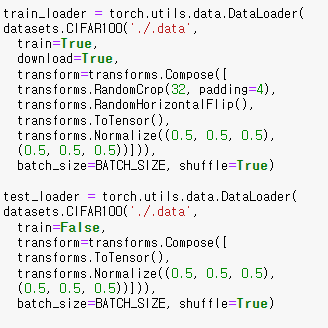 train_loader = torch.utils.data.DataLoader(
datasets.CIFAR100('./.data',
  train=True,
  download=True,
  transform=transforms.Compose([
  transforms.RandomCrop(32, padding=4),
  transforms.RandomHorizontalFlip(),
  transforms.ToTensor(),
  transforms.Normalize((0.5, 0.5, 0.5),
  (0.5, 0.5, 0.5))])),
  batch_size=BATCH_SIZE, shuffle=True)

test_loader = torch.utils.data.DataLoader(
datasets.CIFAR100('./.data',
  train=False,
  transform=transforms.Compose([
  transforms.ToTensor(),
  transforms.Normalize((0.5, 0.5, 0.5),
  (0.5, 0.5, 0.5))])),
  batch_size=BATCH_SIZE, shuffle=True)